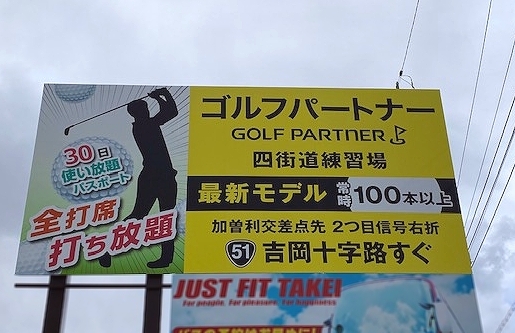 30日
使い放題
パスポート
全打席
打ち放題
ゴルフパートナー
GOLF PARTNER
四街道練習場
最新モデル 常時 100本以上
加曽利交差点先 2つ目信号右折
51 吉岡十字路すぐ
JUST FIT TAKEI
For people, For pleasure, For happiness